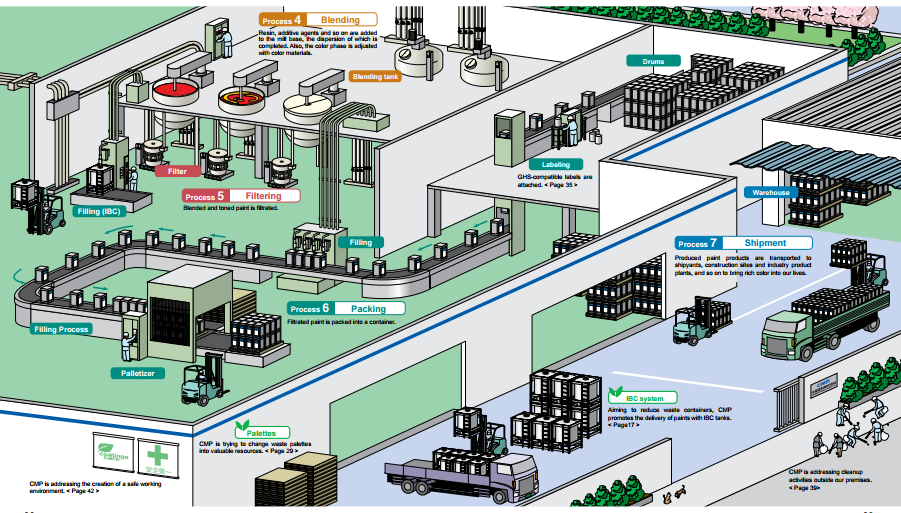 Process 4 Blending
Resin, additive agents and so on are added
to the mill base, the dispersion of which is
completed. Also, the color phase is adjusted
with color materials.
Blending tank
Drums
Filter
Labeling
GHS-compatible labels are
attached. < Page 35 >
Process 5 Filtering
Blended and toned paint is filtrated.
Warehouse
Filling (IBC)
Filling
Process 7 Shipment
Produced paint products are transported to
shipyards, construction sites and industry product
plants, and so on to bring rich color into our lives.
Process 6 Packing
Filtrated paint is packed into a container.
Filling Process
Palletizer
CMP
IBC system
Aiming to reduce waste containers, CMP
promotes the delivery of paints with IBC tanks.
< Page17 >
Palettes
CMP is trying to change waste palettes
into valuable resources. < Page 29 >
coatings
care
安全第一
CMP is addressing the creation of a safe working
environment. < Page 42 >
CMP is addressing cleanup
activities outside our premises.
< Page 39>